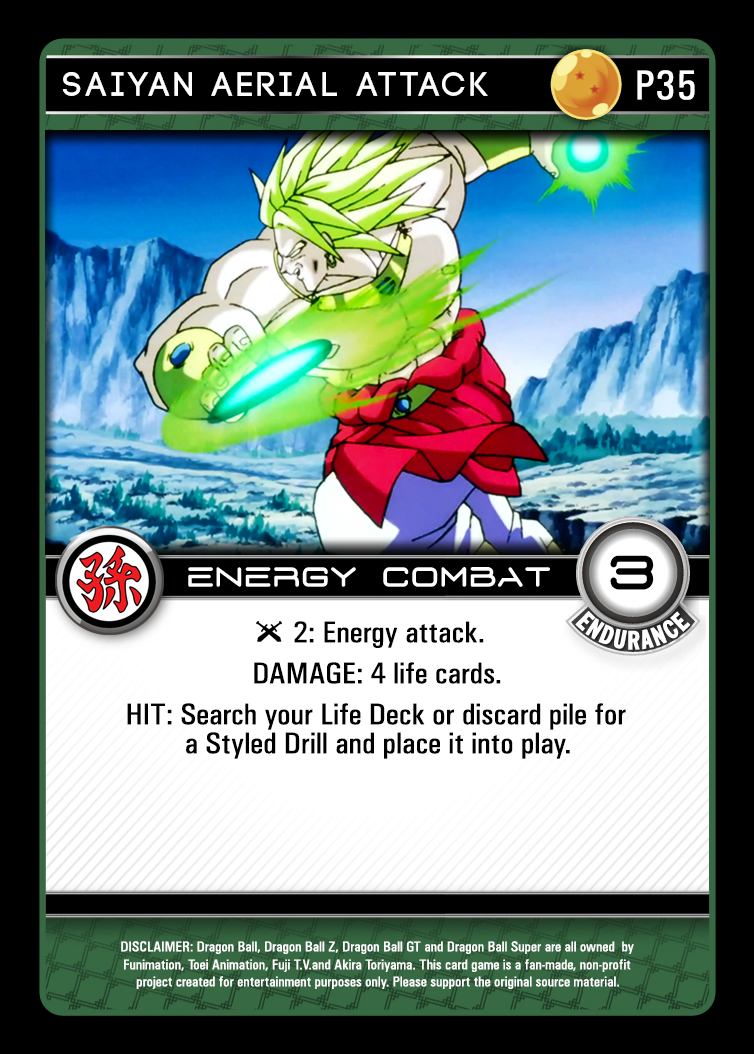 SAIYAN AERIAL ATTACK P35
孫 ENERGY COMBAT 3
ENDURANCE
2: Energy attack.
DAMAGE: 4 life cards.
HIT: Search your Life Deck or discard pile for
a Styled Drill and place it into play.
DISCLAIMER: Dragon Ball, Dragon Ball Z, Dragon Ball GT and Dragon Ball Super are all owned by
Funimation, Toei Animation, Fuji T.V.and Akira Toriyama. This card game is a fan-made, non-profit
project created for entertainment purposes only. Please support the original source material.